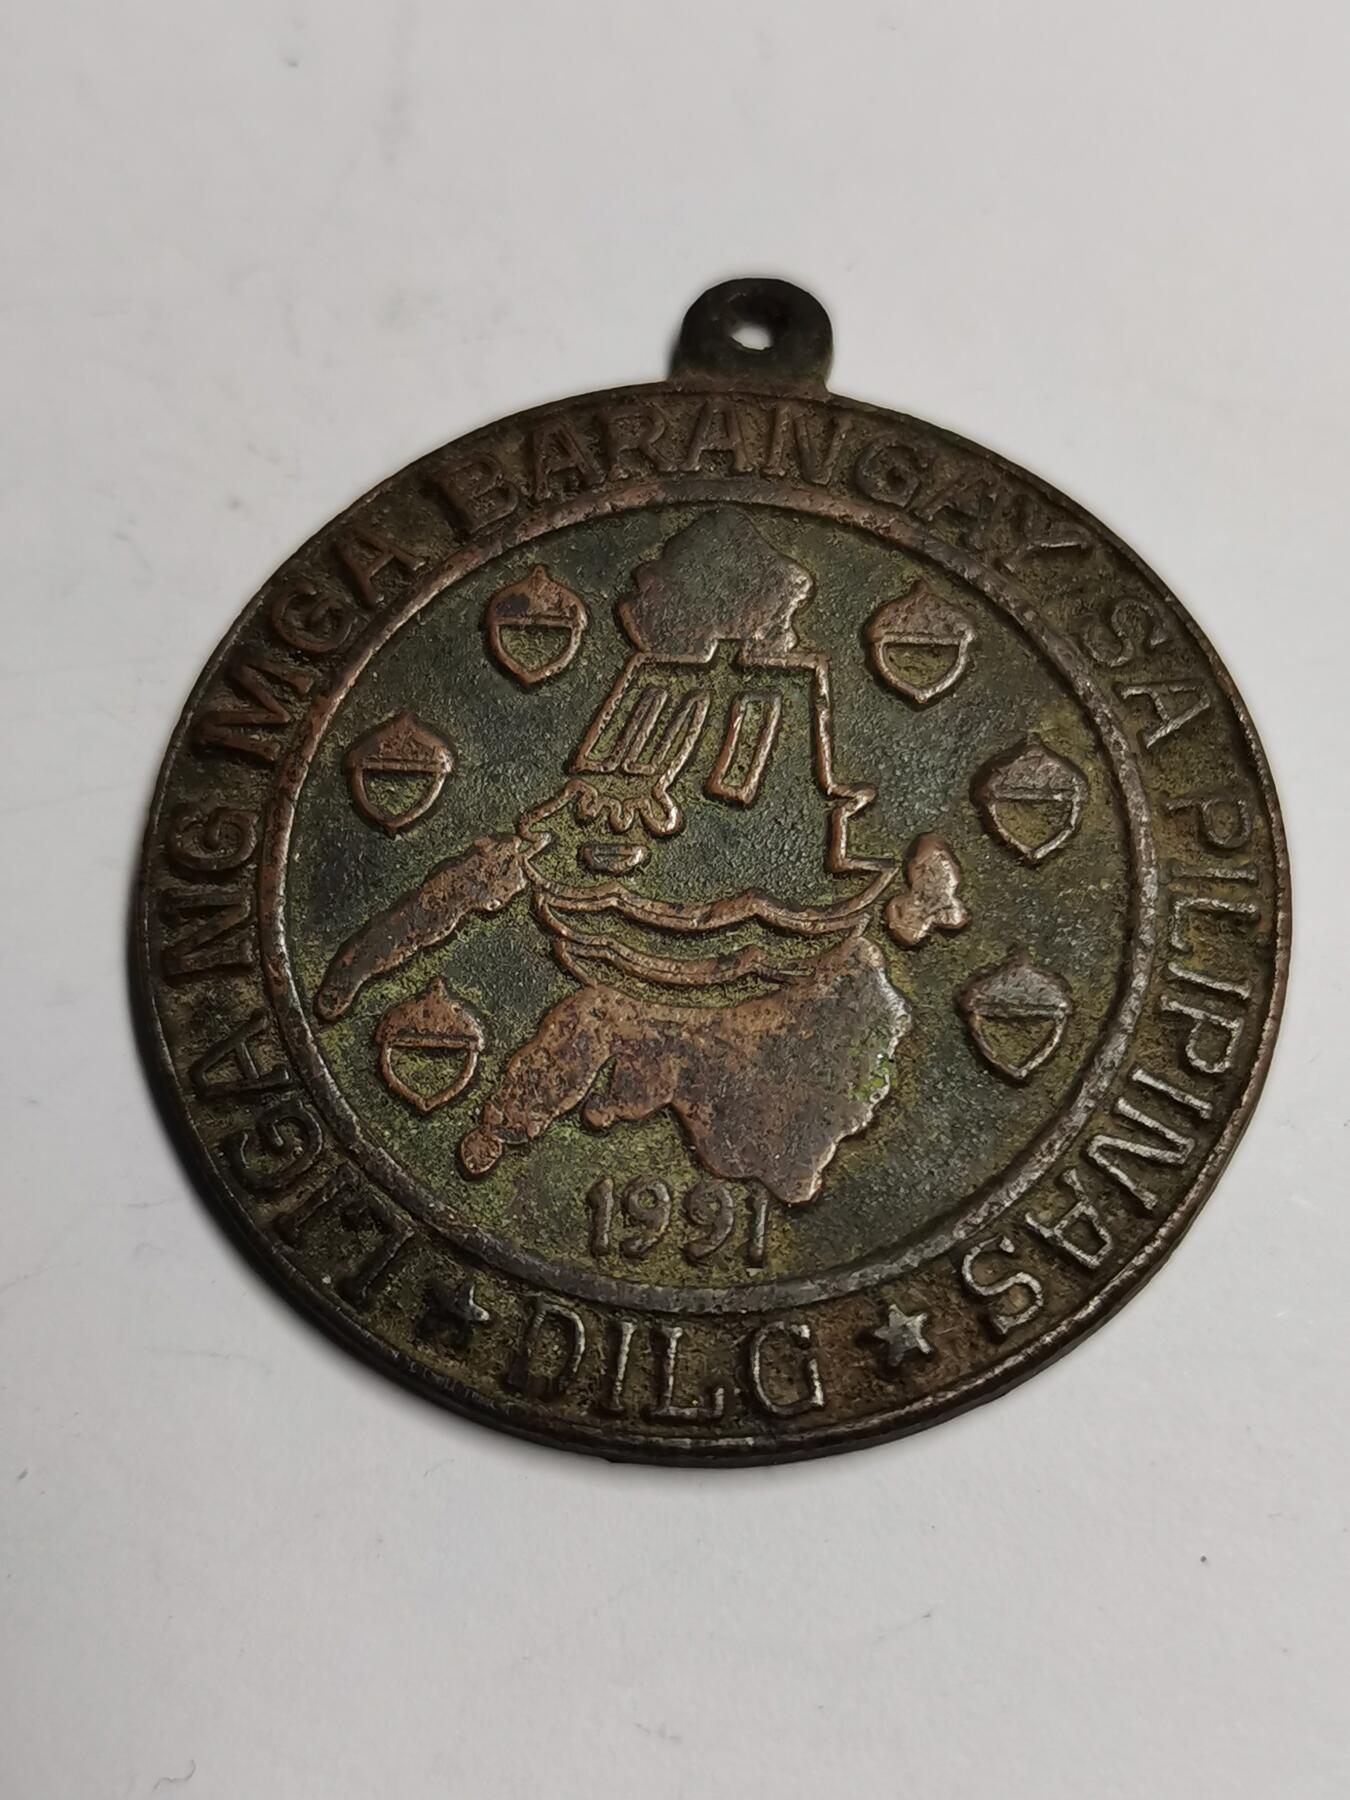 LIGA NG MGA BARANGAY SA PILIPINAS
1991
★ DILG ★